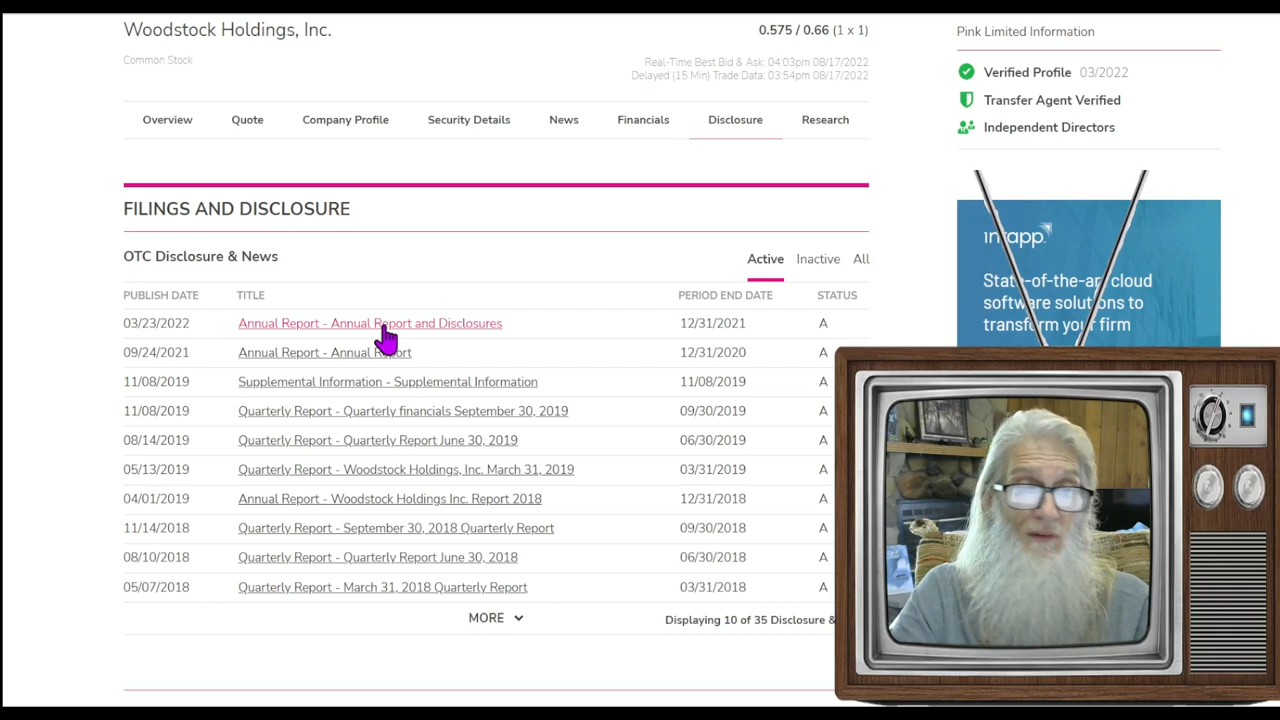 Woodstock Holdings, Inc.
0.575 / 0.66 (1 x 1)
Common Stock
Real-Time Best Bid & Ask: 04:03pm 08/17/2022
Delayed (15 Min) Trade Data: 03:54pm 08/17/2022
Overview Quote Company Profile Security Details News Financials Disclosure Research
FILINGS AND DISCLOSURE
OTC Disclosure & News
Active Inactive All
PUBLISH DATE TITLE PERIOD END DATE STATUS
03/23/2022 Annual Report - Annual Report and Disclosures 12/31/2021 A
09/24/2021 Annual Report - Annual Report 12/31/2020 A
11/08/2019 Supplemental Information - Supplemental Information 11/08/2019 A
11/08/2019 Quarterly Report - Quarterly financials September 30, 2019 09/30/2019 A
08/14/2019 Quarterly Report - Quarterly Report June 30, 2019 06/30/2019 A
05/13/2019 Quarterly Report - Woodstock Holdings, Inc. March 31, 2019 03/31/2019 A
04/01/2019 Annual Report - Woodstock Holdings Inc. Report 2018 12/31/2018 A
11/14/2018 Quarterly Report - September 30, 2018 Quarterly Report 09/30/2018 A
08/10/2018 Quarterly Report - Quarterly Report June 30, 2018 06/30/2018 A
05/07/2018 Quarterly Report - March 31, 2018 Quarterly Report 03/31/2018 A
MORE
Displaying 10 of 35 Disclosure &
Pink Limited Information
Verified Profile 03/2022
Transfer Agent Verified
Independent Directors
intapp
State-of-the-art cloud
software solutions to
transform your firm